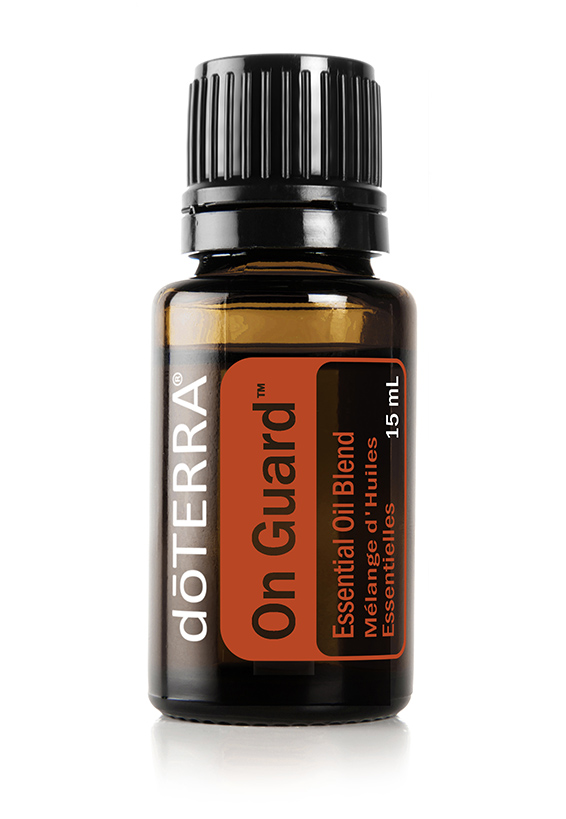 dōTERRA®
On Guard™
Essential Oil Blend
Mélange d'Huiles
Essentielles
15 mL